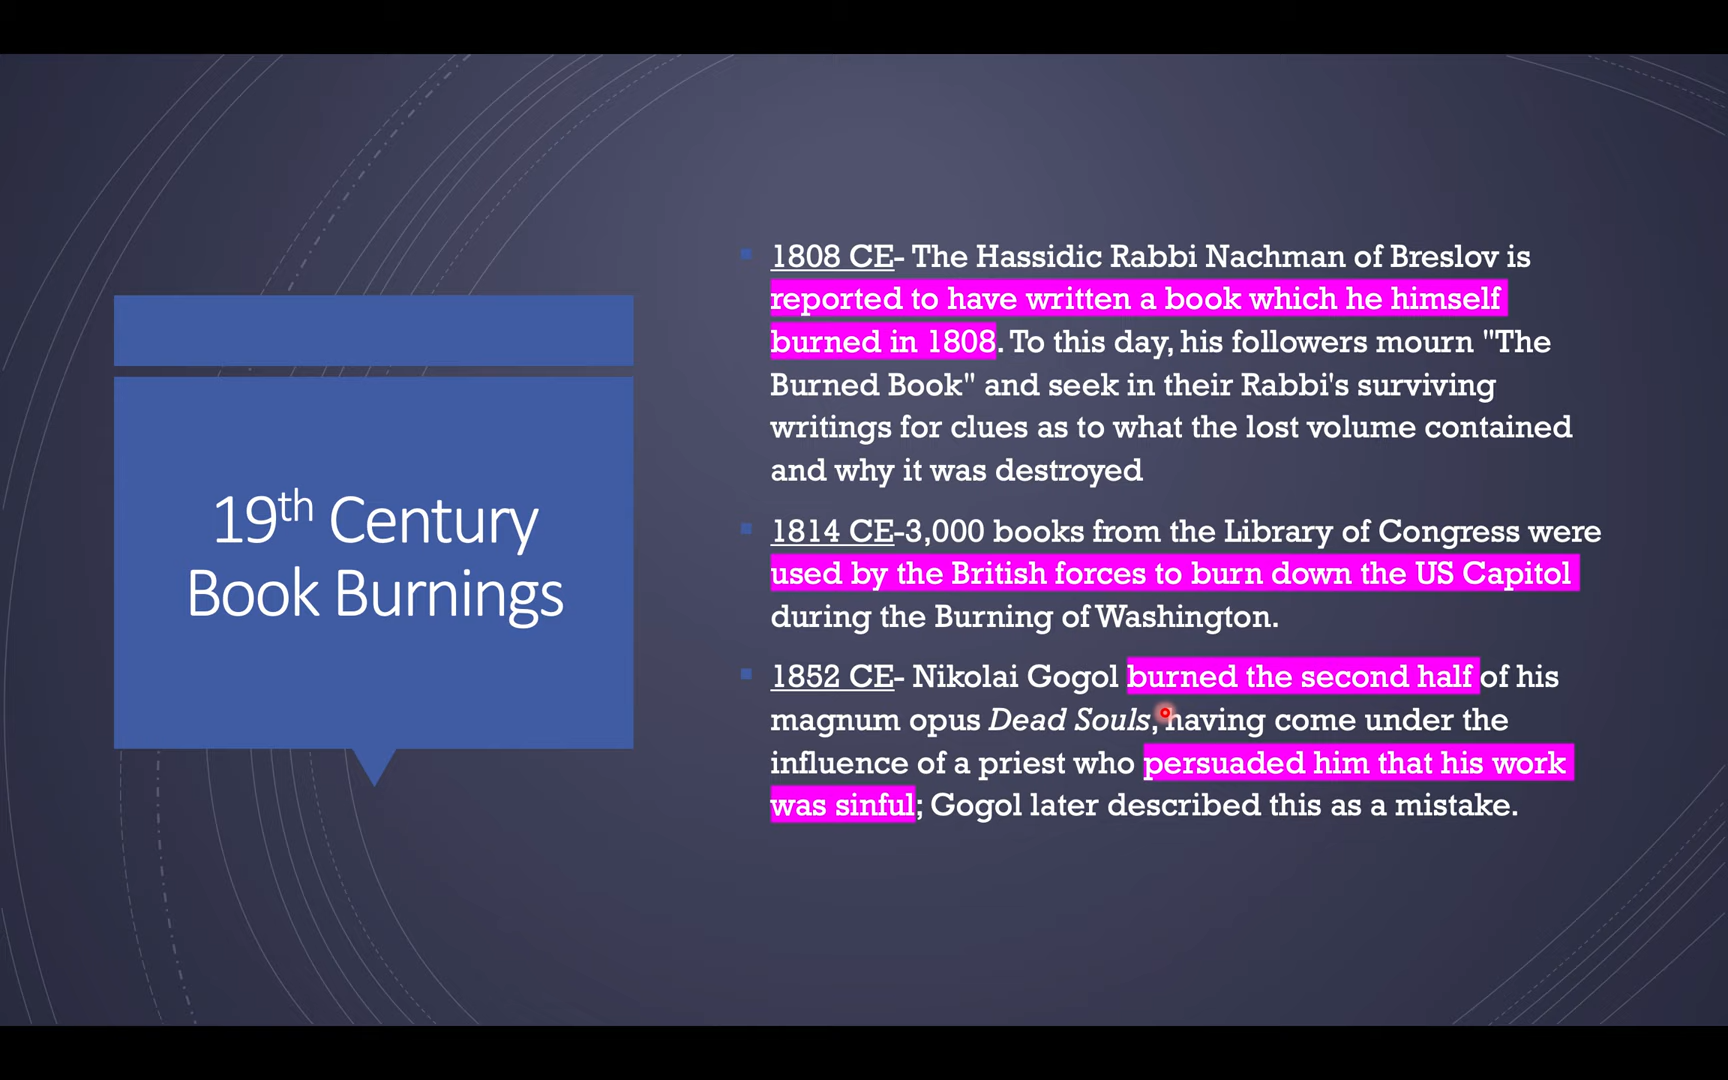 19th Century
Book Burnings
1808 CE- The Hassidic Rabbi Nachman of Breslov is
reported to have written a book which he himself
burned in 1808. To this day, his followers mourn "The
Burned Book" and seek in their Rabbi's surviving
writings for clues as to what the lost volume contained
and why it was destroyed
1814 CE-3,000 books from the Library of Congress were
used by the British forces to burn down the US Capitol
during the Burning of Washington.
1852 CE- Nikolai Gogol burned the second half of his
magnum opus Dead Souls, having come under the
influence of a priest who persuaded him that his work
was sinful; Gogol later described this as a mistake.